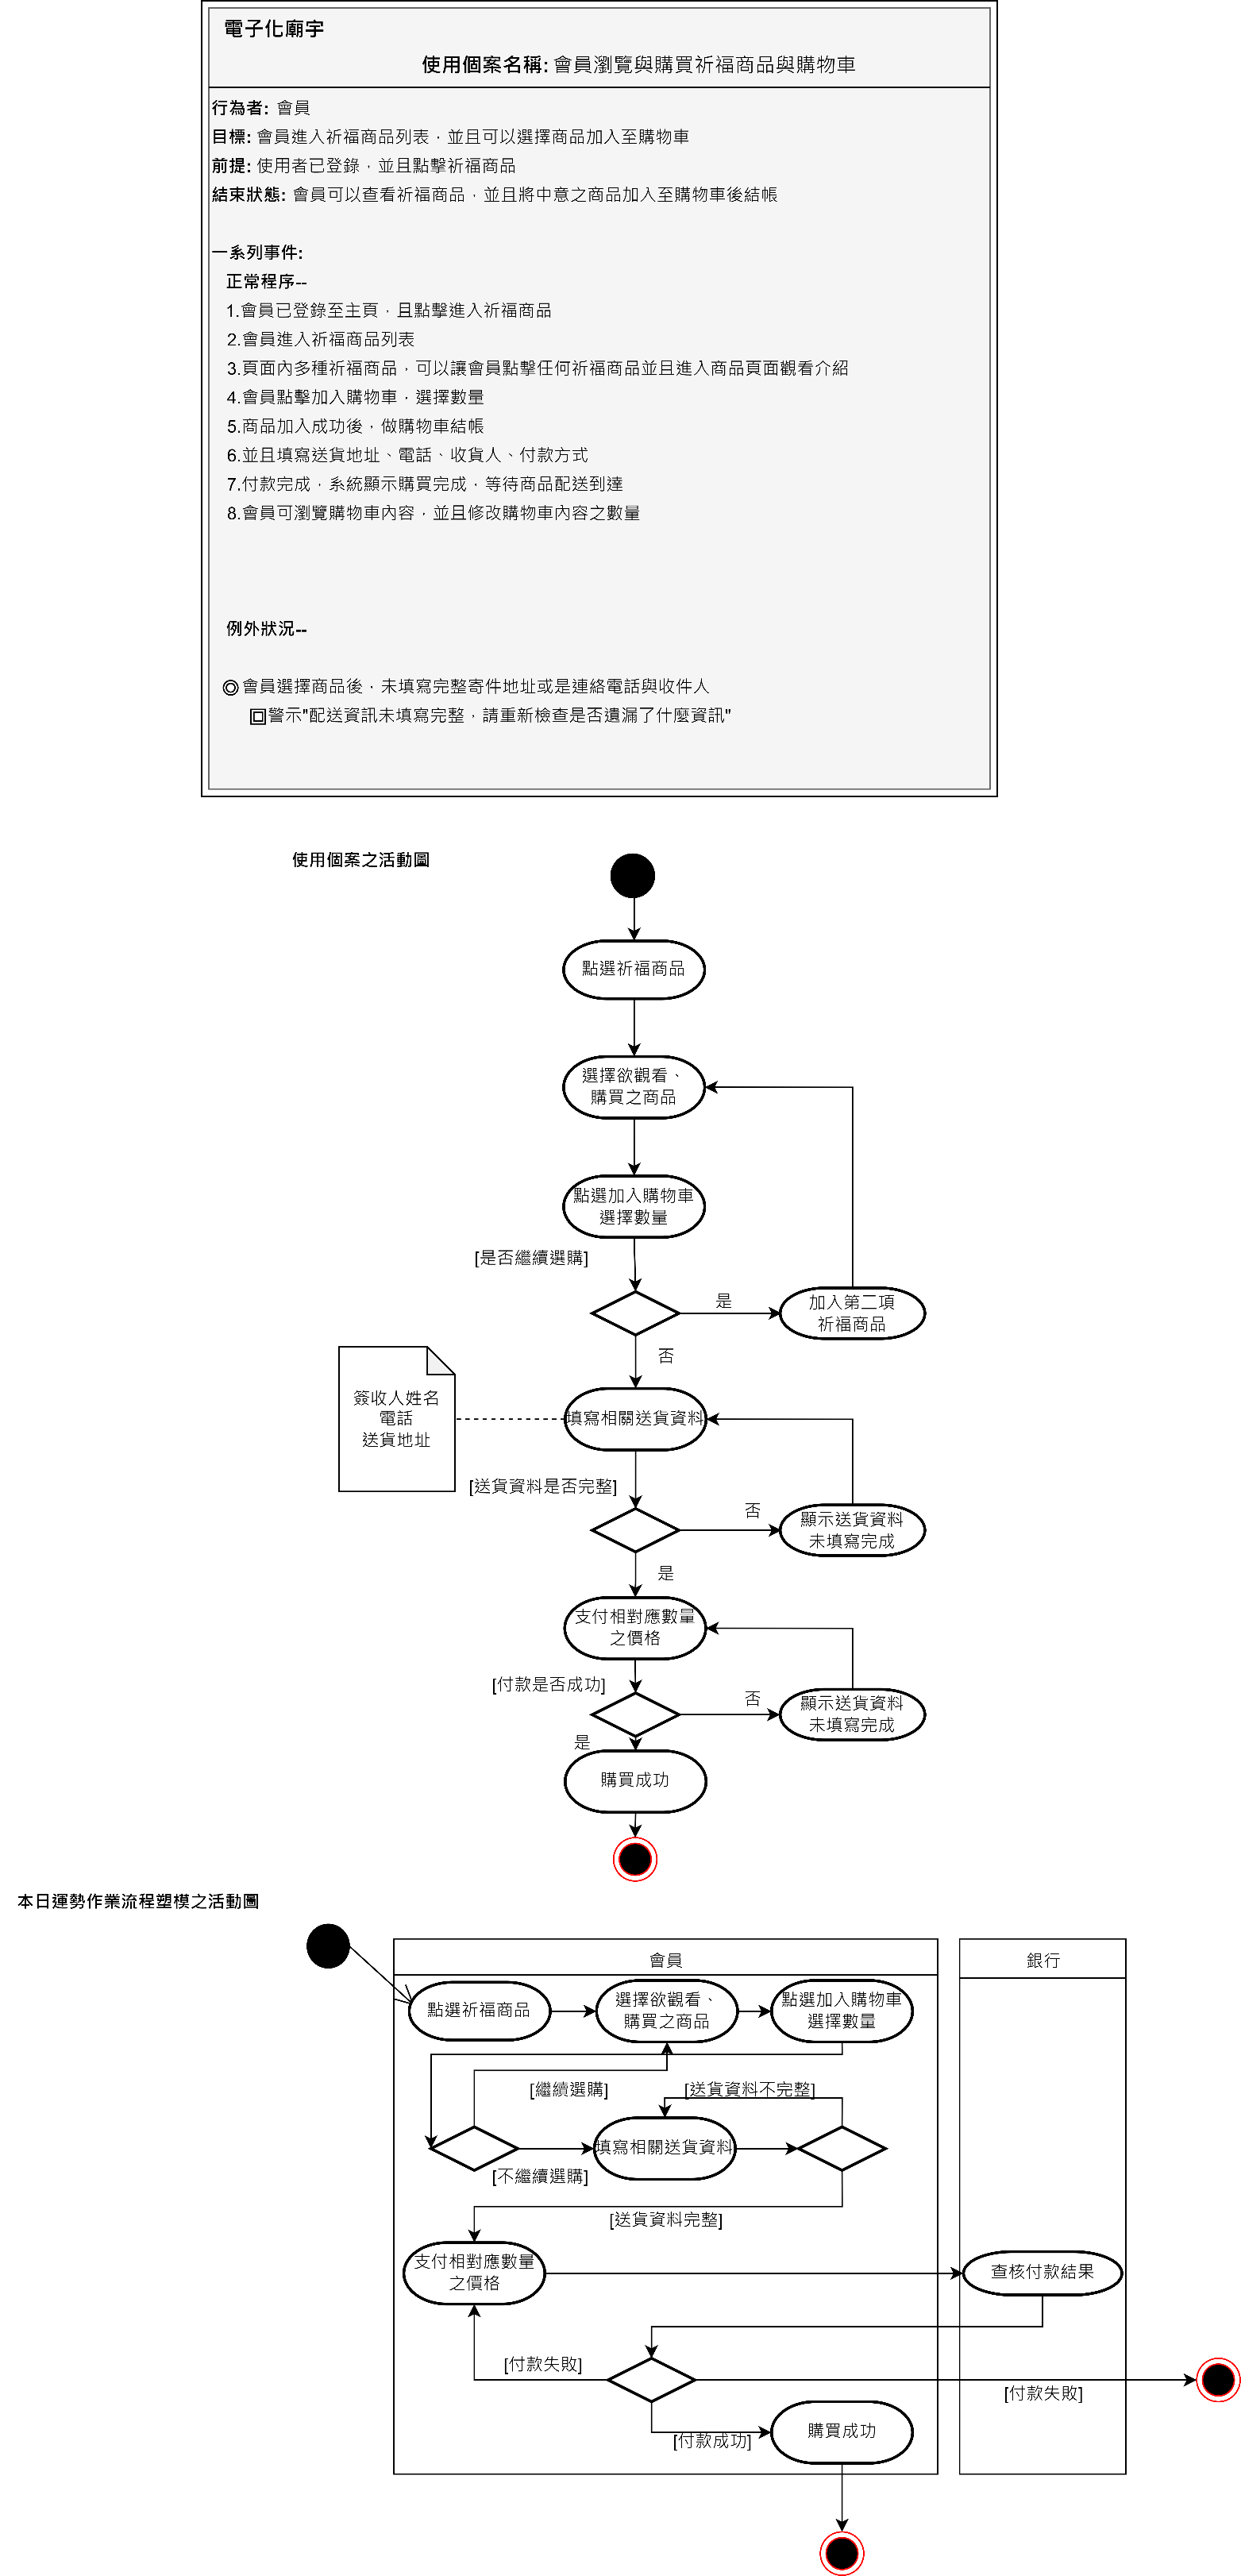 電子化廟宇
使用個案名稱: 會員瀏覽與購買祈福商品與購物車
行為者: 會員
目標: 會員進入祈福商品列表，並且可以選擇商品加入至購物車
前提: 使用者已登錄，並且點擊祈福商品
結束狀態: 會員可以查看祈福商品，並且將中意之商品加入至購物車後結帳
一系列事件:
正常程序--
1.會員已登錄至主頁，且點擊進入祈福商品
2.會員進入祈福商品列表
3.頁面內多種祈福商品，可以讓會員點擊任何祈福商品並且進入商品頁面觀看介紹
4.會員點擊加入購物車，選擇數量
5.商品加入成功後，做購物車結帳
6.並且填寫送貨地址、電話、收貨人、付款方式
7.付款完成，系統顯示購買完成，等待商品配送到達
8.會員可瀏覽購物車內容，並且修改購物車內容之數量
例外狀況--
◎會員選擇商品後，未填寫完整寄件地址或是連絡電話與收件人
回警示"配送資訊未填寫完整，請重新檢查是否遺漏了什麼資訊"
使用個案之活動圖
點選祈福商品
選擇欲觀看、
購買之商品
點選加入購物車
選擇數量
[是否繼續選購]
是
加入第二項
祈福商品
否
簽收人姓名
電話
送貨地址
填寫相關送貨資料
[送貨資料是否完整]
否
顯示送貨資料
未填寫完成
是
支付相對應數量
之價格
[付款是否成功]
否
顯示送貨資料
未填寫完成
是
購買成功
本日運勢作業流程塑模之活動圖
會員
銀行
點選祈福商品
選擇欲觀看、
購買之商品
點選加入購物車
選擇數量
[繼續選購]
[送貨資料不完整]
填寫相關送貨資料
[不繼續選購]
[送貨資料完整]
支付相對應數量
之價格
查核付款結果
[付款失敗]
[付款失敗]
購買成功
[付款成功]